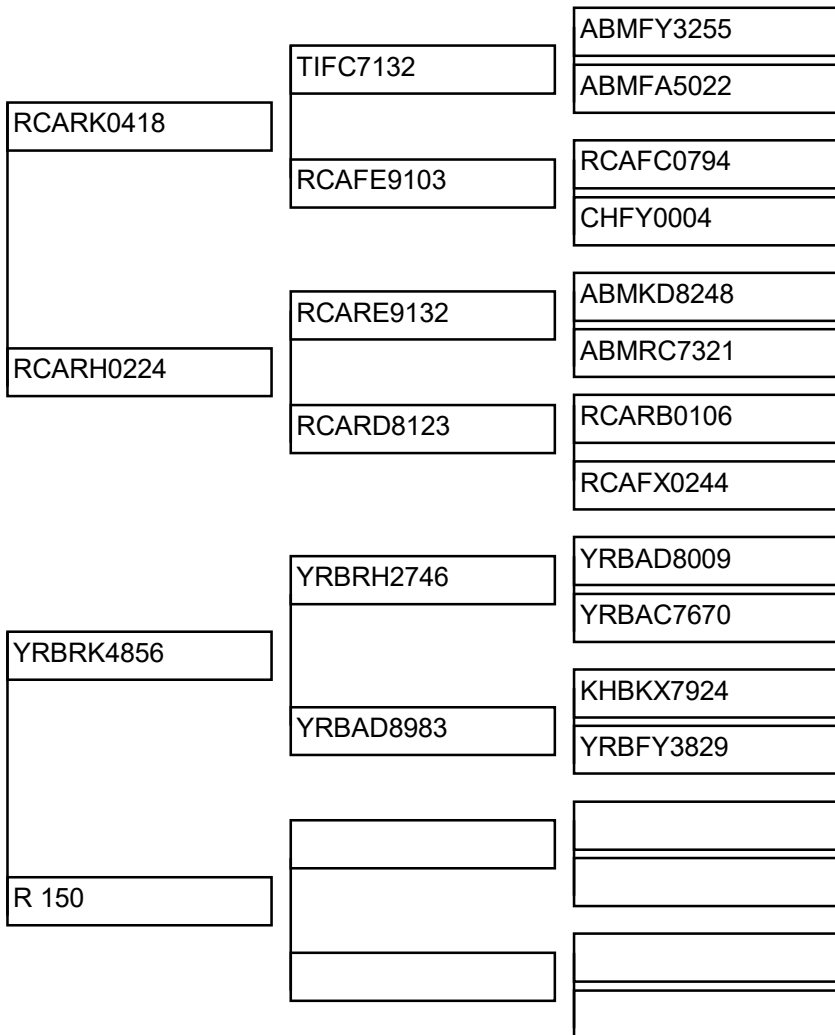 ABMFY3255
TIFC7132
ABMFA5022
RCARK0418
RCAFC0794
RCAFE9103
CHFY0004
ABMKD8248
RCARE9132
ABMRC7321
RCARH0224
RCARB0106
RCARD8123
RCAFX0244
YRBAD8009
YRBRH2746
YRBAC7670
YRBRK4856
KHBKX7924
YRBAD8983
YRBFY3829
R 150